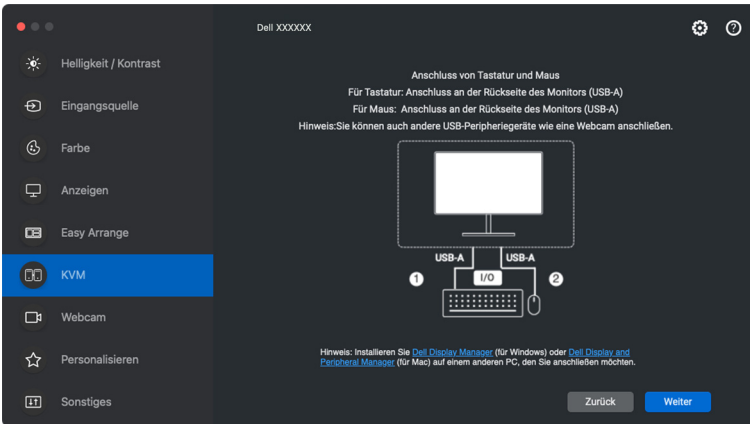 Dell XXXXXX
Helligkeit / Kontrast
Eingangsquelle
Farbe
Anzeigen
Easy Arrange
KVM
Webcam
Personalisieren
Sonstiges
Anschluss von Tastatur und Maus
Für Tastatur: Anschluss an der Rückseite des Monitors (USB-A)
Für Maus: Anschluss an der Rückseite des Monitors (USB-A)
Hinweis:Sie können auch andere USB-Peripheriegeräte wie eine Webcam anschließen.
USB-A USB-A
1 I/O 2
Hinweis: Installieren Sie Dell Display Manager (für Windows) oder Dell Display and
Peripheral Manager (für Mac) auf einem anderen PC, den Sie anschließen möchten.
Zurück Weiter